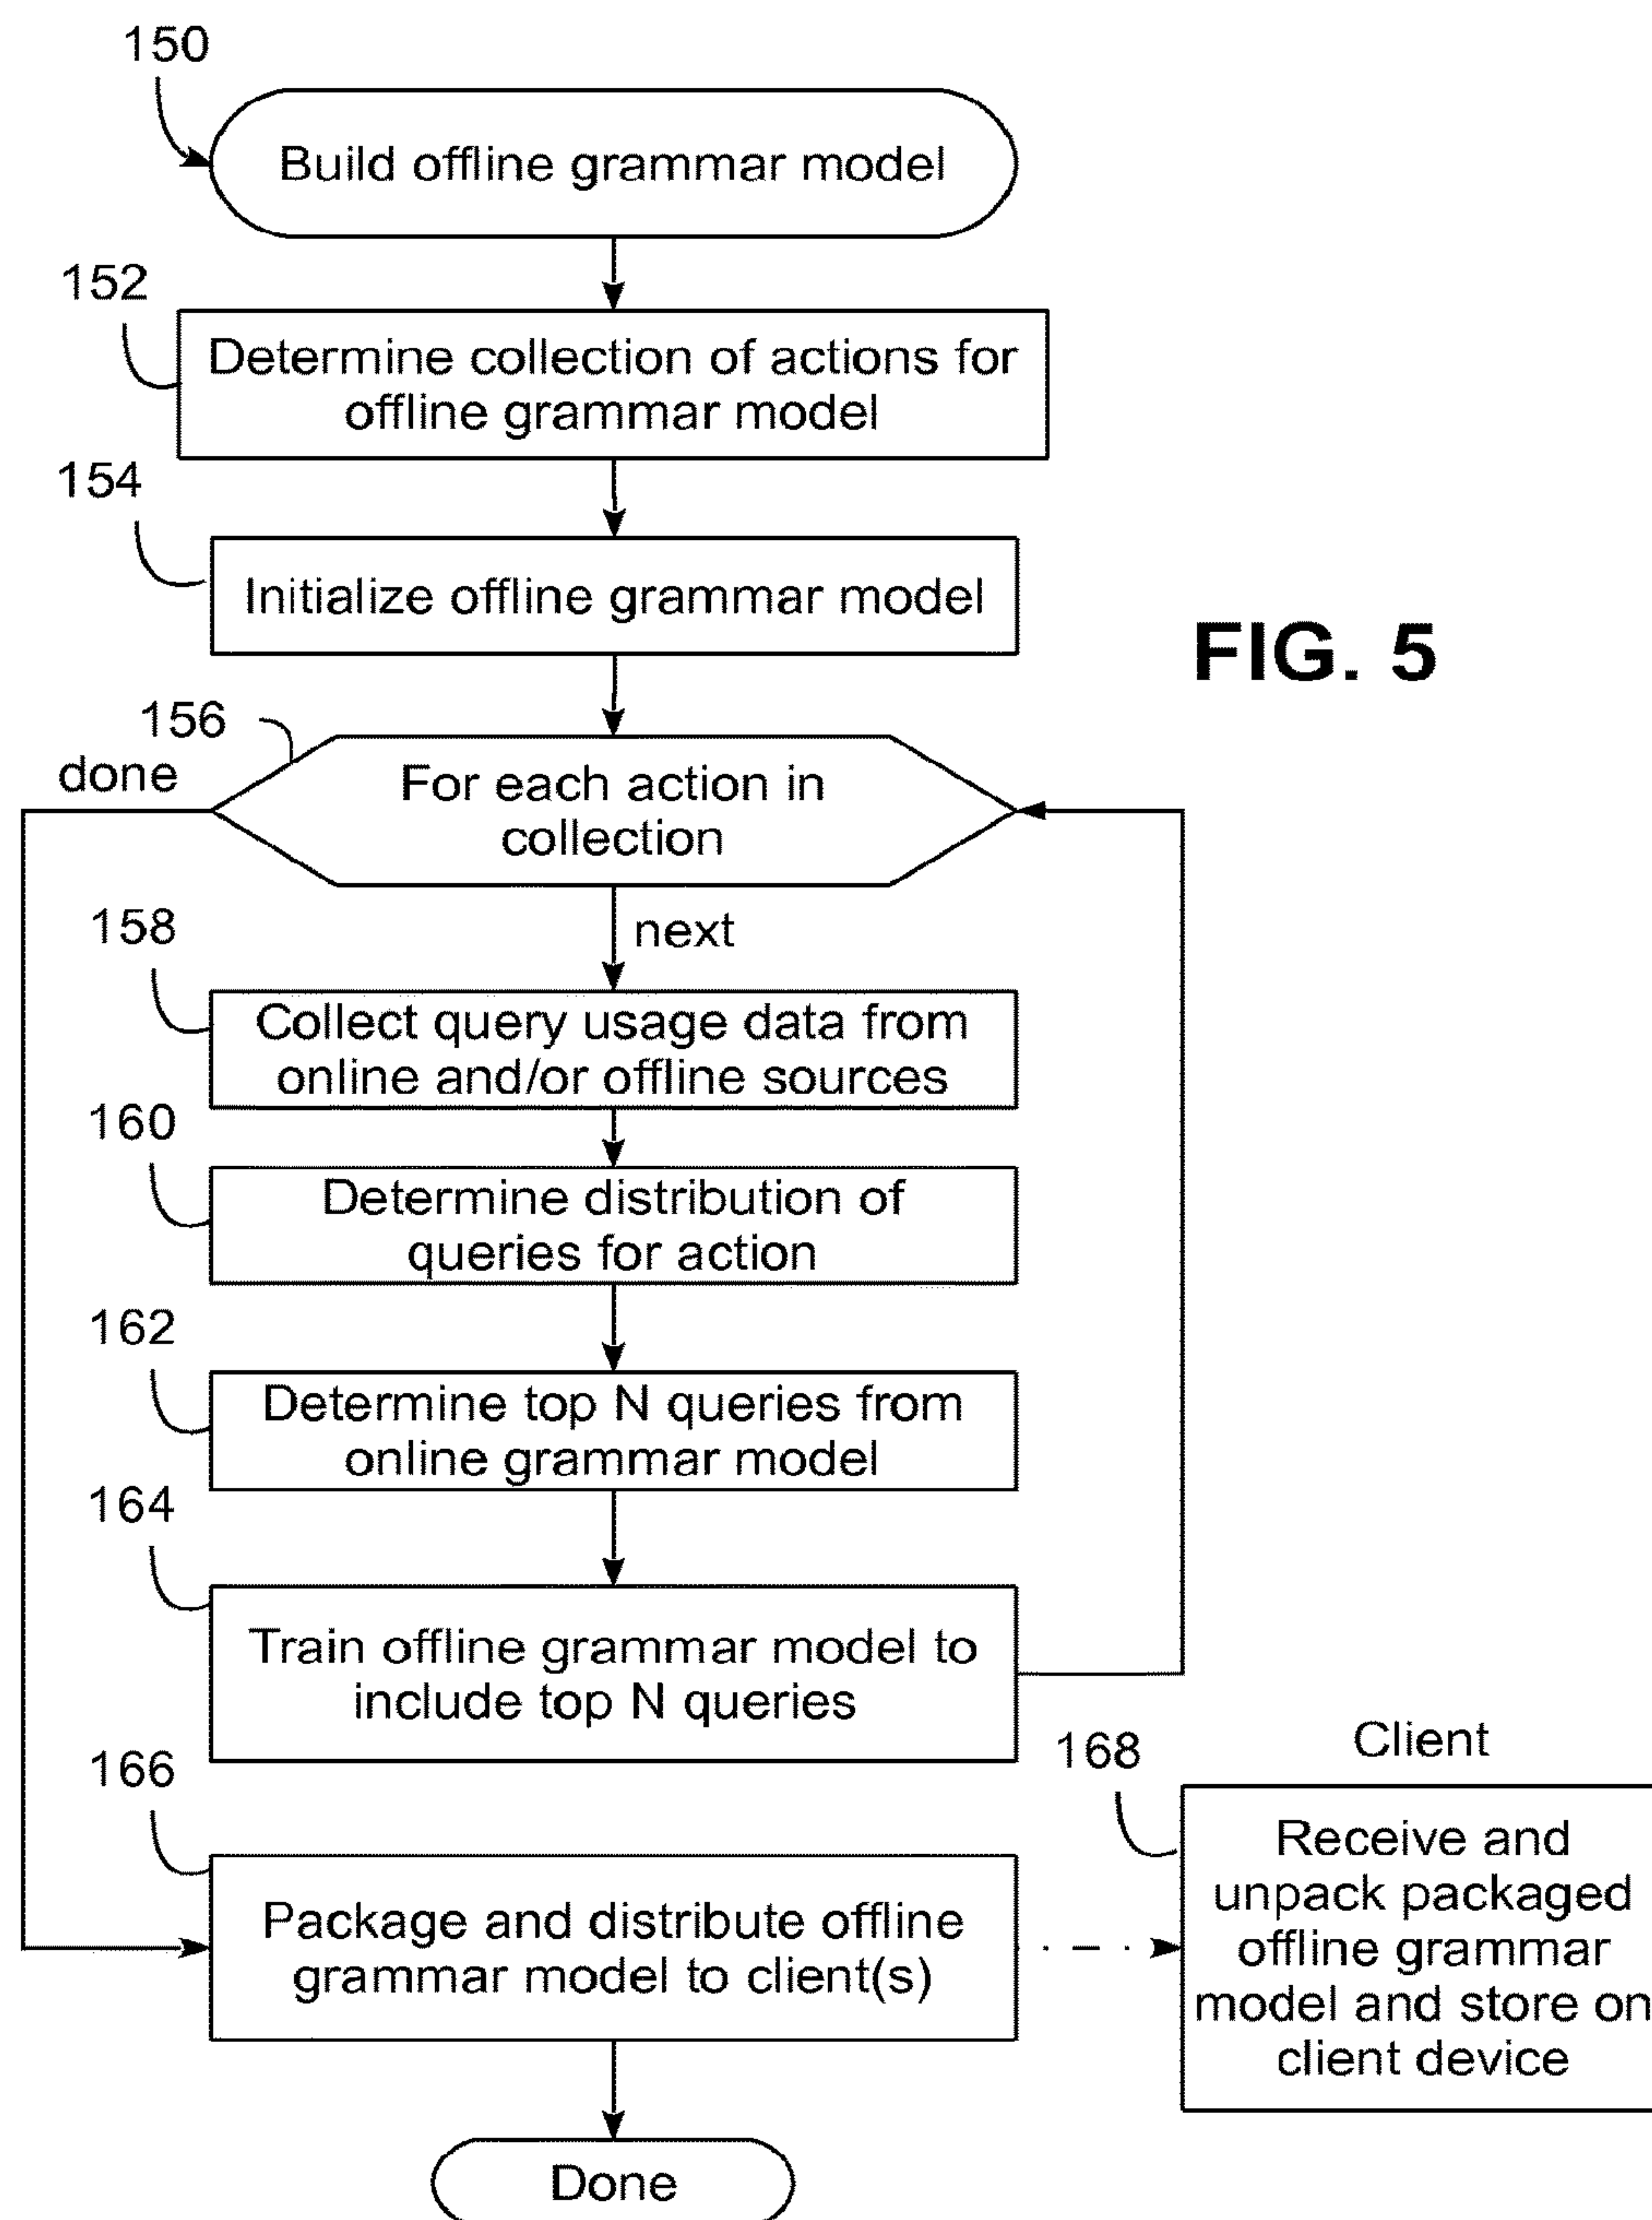 150
Build offline grammar model
152
Determine collection of actions for
offline grammar model
154
Initialize offline grammar model
FIG. 5
156
done
For each action in
collection
next
158
Collect query usage data from
online and/or offline sources
160
Determine distribution of
queries for action
162
Determine top N queries from
online grammar model
164
Train offline grammar model to
include top N queries
166
Package and distribute offline
grammar model to client(s)
168
Client
Receive and
unpack packaged
offline grammar
model and store on
client device
Done